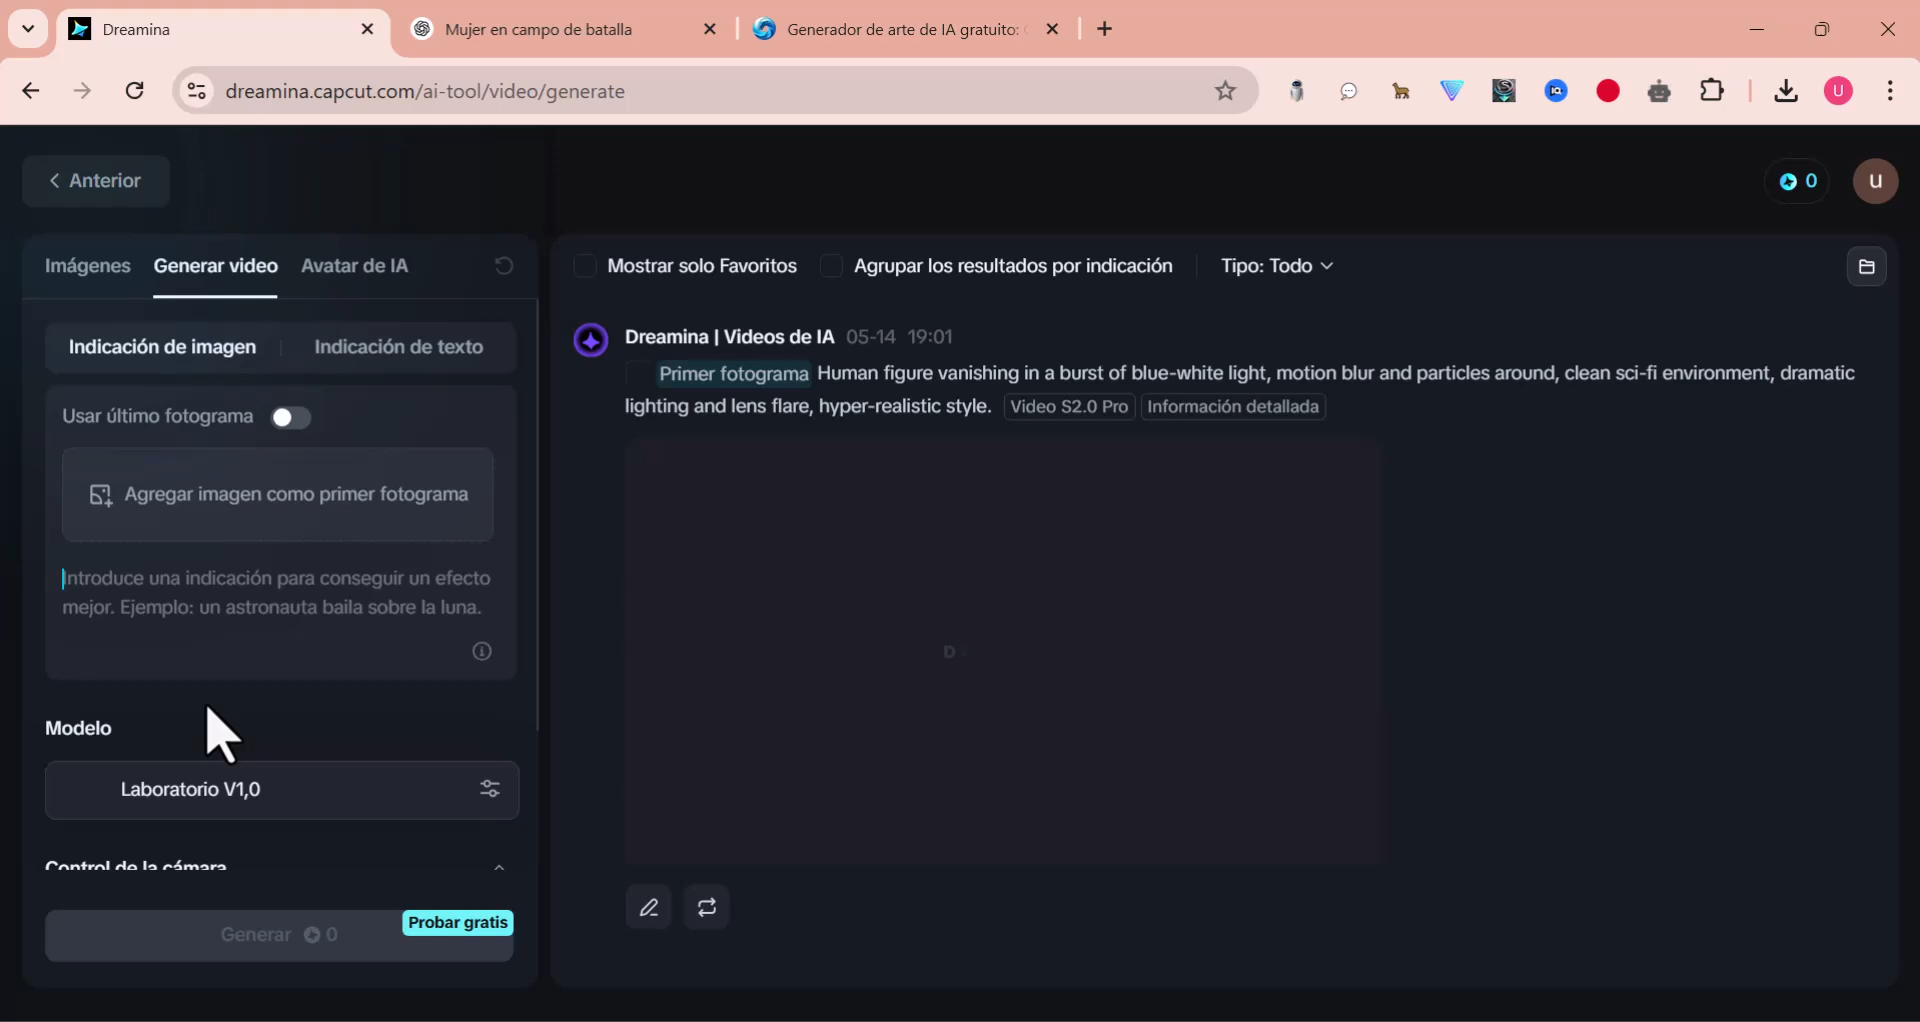 Dreamina
Mujer en campo de batalla
Generador de arte de IA gratuito:
dreamina.capcut.com/ai-tool/video/generate
U
Anterior
0
u
Imágenes
Generar video
Avatar de IA
Mostrar solo Favoritos
Agrupar los resultados por indicación
Tipo: Todo
Indicación de imagen
Indicación de texto
Dreamina | Videos de IA 05-14 19:01
Primer fotograma Human figure vanishing in a burst of blue-white light, motion blur and particles around, clean sci-fi environment, dramatic
lighting and lens flare, hyper-realistic style. Video S2.0 Pro Información detallada
Usar último fotograma
Agregar imagen como primer fotograma
Introduce una indicación para conseguir un efecto
mejor. Ejemplo: un astronauta baila sobre la luna.
D
Modelo
Laboratorio V1,0
Control de la cámara
Probar gratis
Generar 0